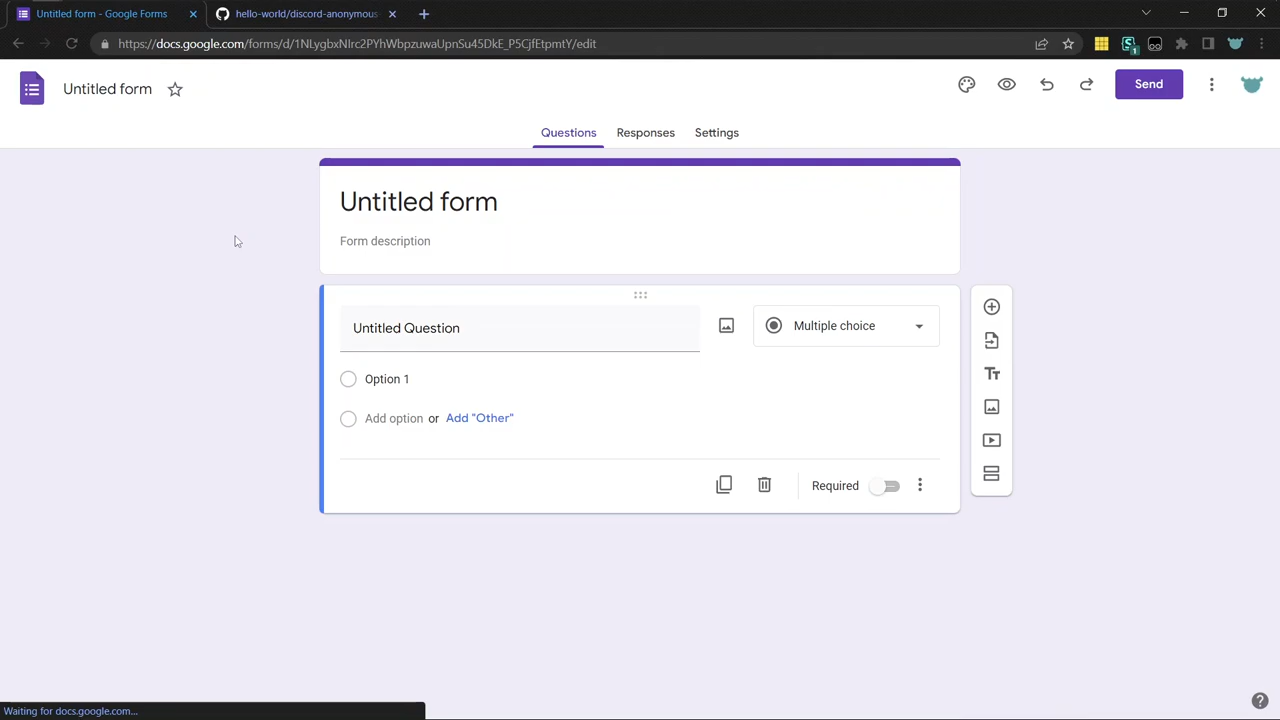 Untitled form - Google Forms
hello-world/discord-anonymous
https://docs.google.com/forms/d/1NLygbxNIrc2PYhWbpzuwaUpnSu45DkE_P5CjfEtpmtY/edit
1
Untitled form
Send
Questions
Responses
Settings
Untitled form
Form description
Untitled Question
Multiple choice
Option 1
Add option or Add "Other"
Required
Waiting for docs.google.com...